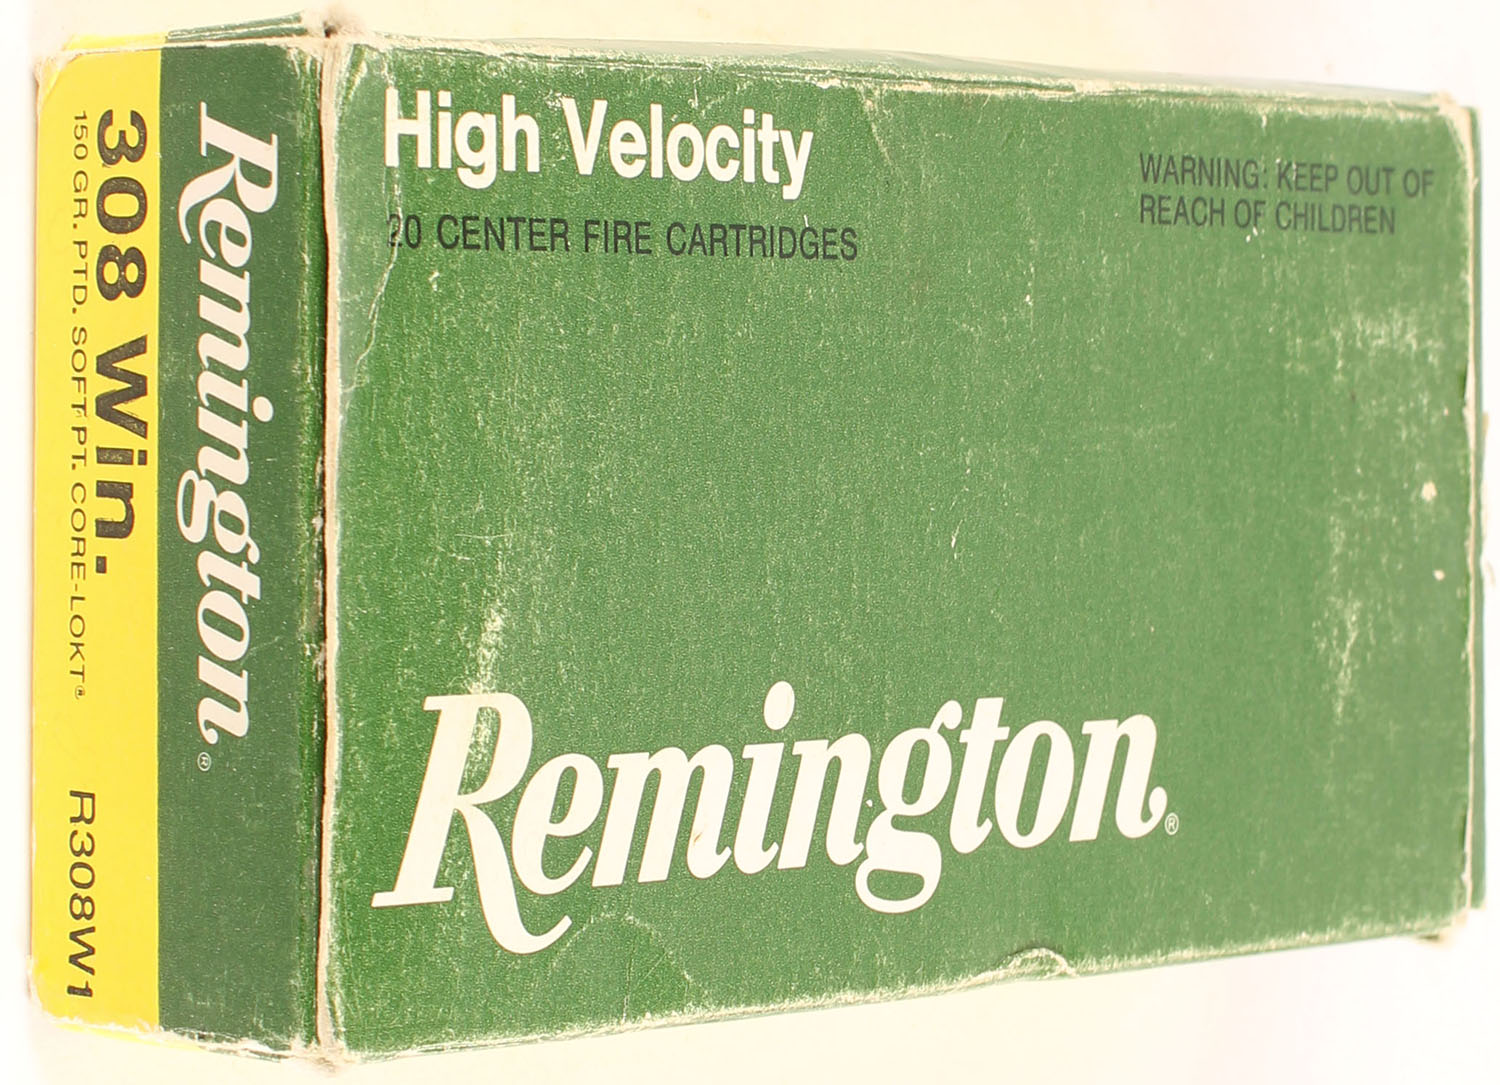 High Velocity
20 CENTER FIRE CARTRIDGES
WARNING: KEEP OUT OF
REACH OF CHILDREN
Remington®
Remington®
308 Win.
150 GR. PTD. SOFT PT. CORE-LOKT® R308W1